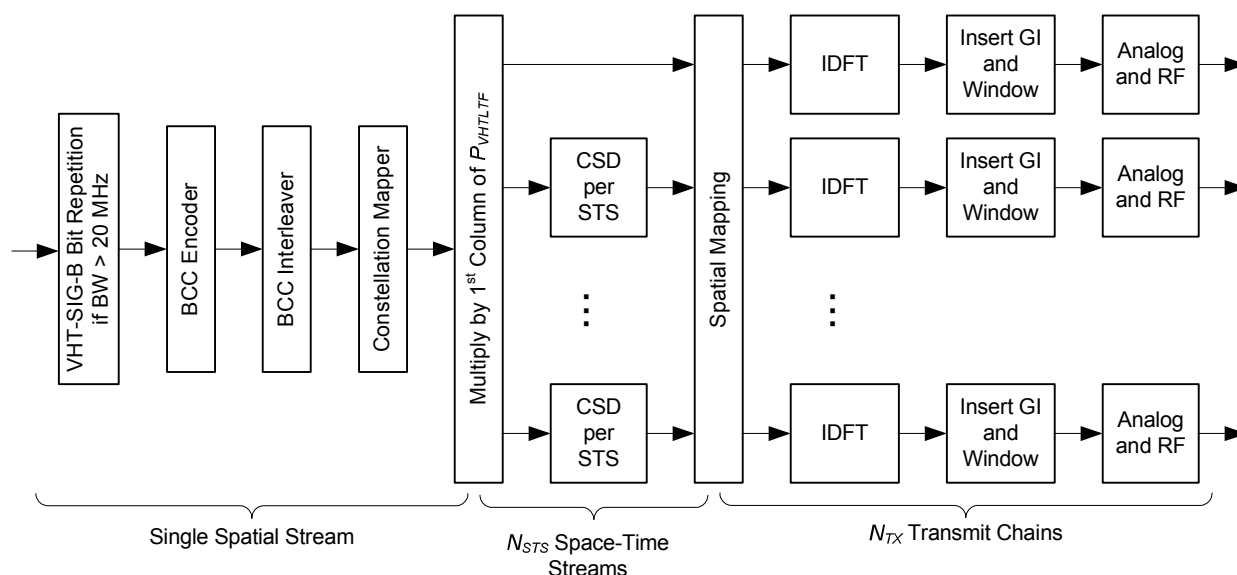 VHT-SIG-B Bit Repetition
if BW > 20 MHz
BCC Encoder
BCC Interleaver
Constellation Mapper
Multiply by 1st Column of PVHTLTF
CSD
per
STS
CSD
per
STS
Spatial Mapping
IDFT
Insert GI
and
Window
Analog
and RF
IDFT
Insert GI
and
Window
Analog
and RF
IDFT
Insert GI
and
Window
Analog
and RF
Single Spatial Stream
NSTS Space-Time
Streams
NTX Transmit Chains